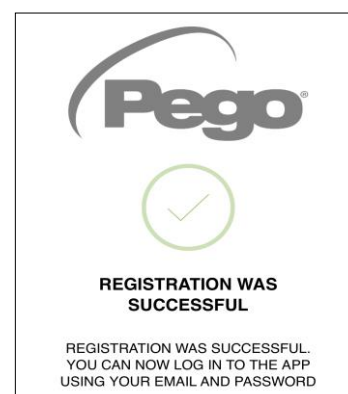 Pego®
REGISTRATION WAS
SUCCESSFUL
REGISTRATION WAS SUCCESSFUL.
YOU CAN NOW LOG IN TO THE APP
USING YOUR EMAIL AND PASSWORD